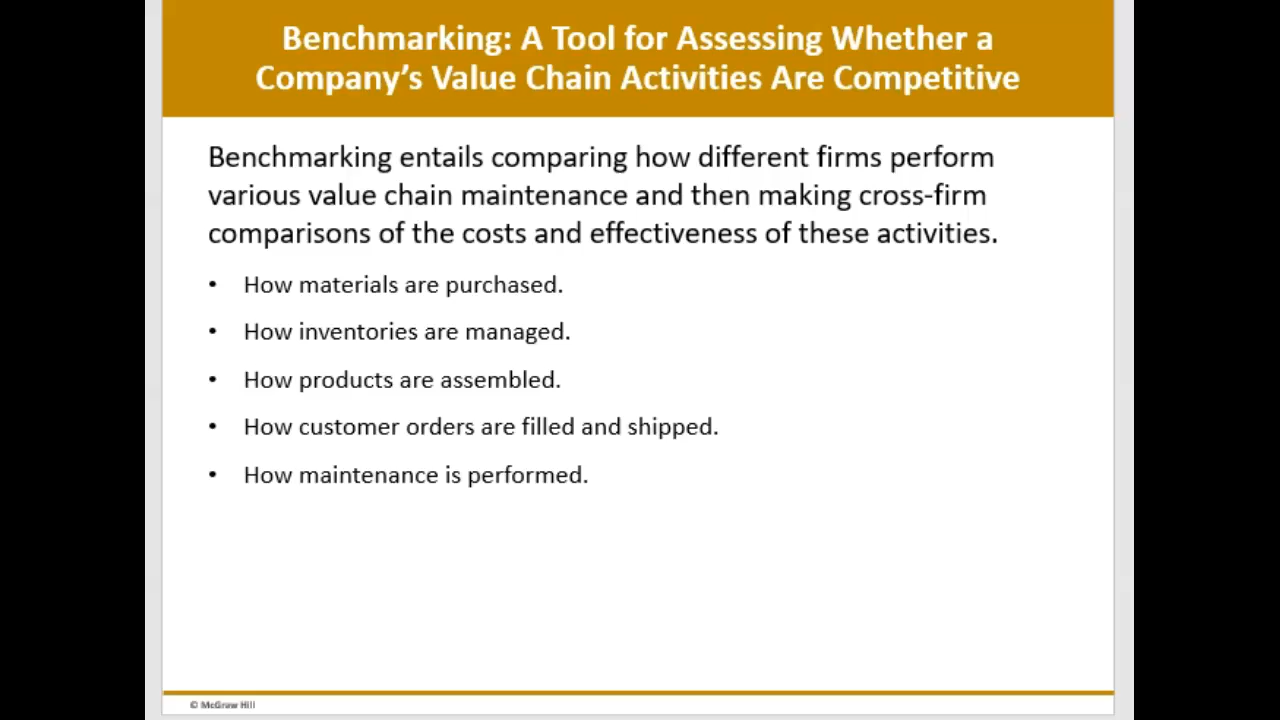 Benchmarking: A Tool for Assessing Whether a
Company's Value Chain Activities Are Competitive
Benchmarking entails comparing how different firms perform
various value chain maintenance and then making cross-firm
comparisons of the costs and effectiveness of these activities.
• How materials are purchased.
• How inventories are managed.
• How products are assembled.
• How customer orders are filled and shipped.
• How maintenance is performed.
© McGraw Hill